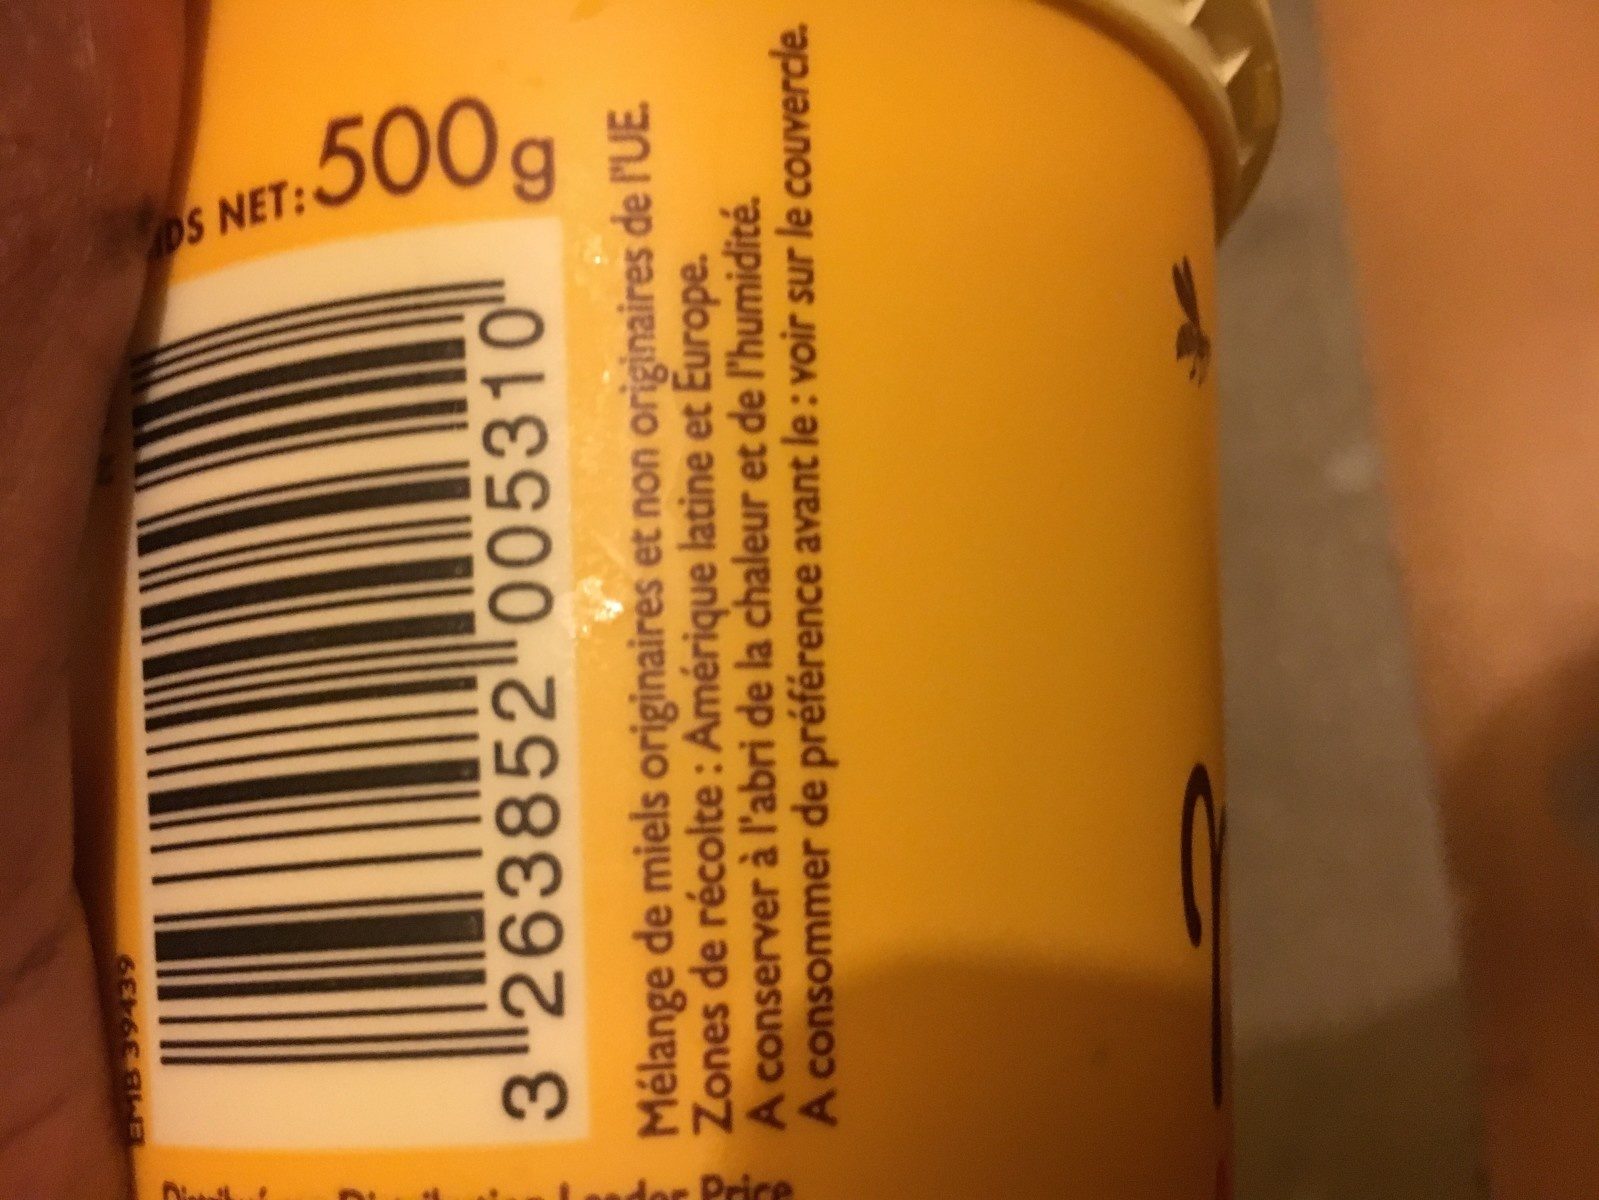 EMB 39439
NET: 500g
3 263852 005310
Mélange de miels originaires et non originaires de l'UE.
Zones de récolte : Amérique latine et Europe.
A conserver à l'abri de la chaleur et de l'humidité.
A consommer de préférence avant le : voir sur le couvercle.